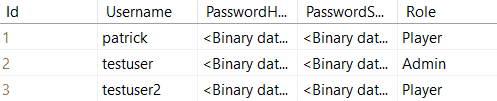 Id Username PasswordH... PasswordS... Role
1 patrick <Binary dat... <Binary dat... Player
2 testuser <Binary dat... <Binary dat... Admin
3 testuser2 <Binary dat... <Binary dat... Player